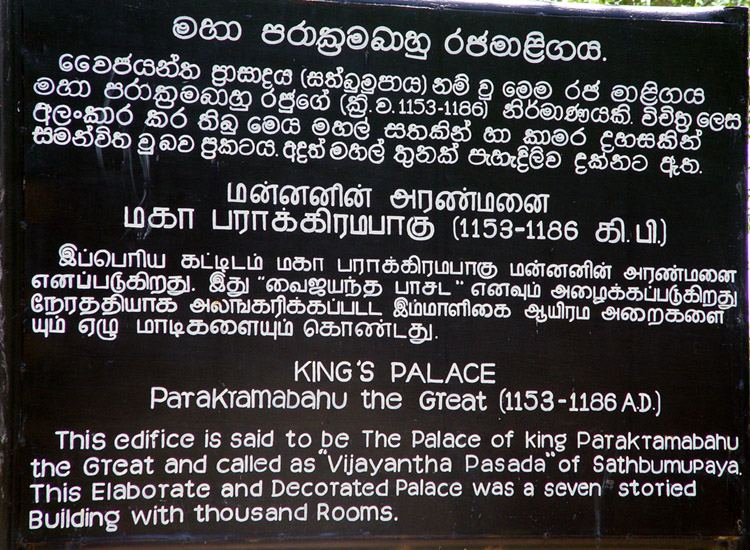 මහා පරාක්‍රමබාහු රජමාළිගය.
වෛජයන්ත ප්‍රාසාදය (සත්බුමුපාය) නම් වූ මෙම රජ මාළිගය
මහා පරාක්‍රමබාහු රජුගේ (ක්‍රි.ව. 1153-1186) නිර්මාණයකි. විචිත්‍ර ලෙස
අලංකාර කර තිබූ මෙය මහල් සතකින් හා කාමර දහසකින්
සමන්විත වූ බව ප්‍රකටය. අදත් මහල් තුනක් පැහැදිලිව දක්නට ඇත.
மன்னனின் அரண்மனை
மகா பராக்கிரமபாகு (1153-1186 கி.பி.)
இப்பெரிய கட்டிடம் மகா பராக்கிரமபாகு மன்னனின் அரண்மனை
எனப்படுகிறது. இது "வைஜயந்த பாசட" எனவும் அழைக்கப்படுகிறது
நேரத்தியாக அலங்கரிக்கப்பட்ட இம்மாளிகை ஆயிரம் அறைகளை
யும் ஏழு மாடிகளையும் கொண்டது.
KING'S PALACE
Parakramabahu the Great (1153-1186 A.D.)
This edifice is said to be The Palace of king Parakramabahu
the Great and called as "Vijayantha Pasada" of Sathbumupaya.
This Elaborate and Decorated Palace was a seven storied
Building with thousand Rooms.